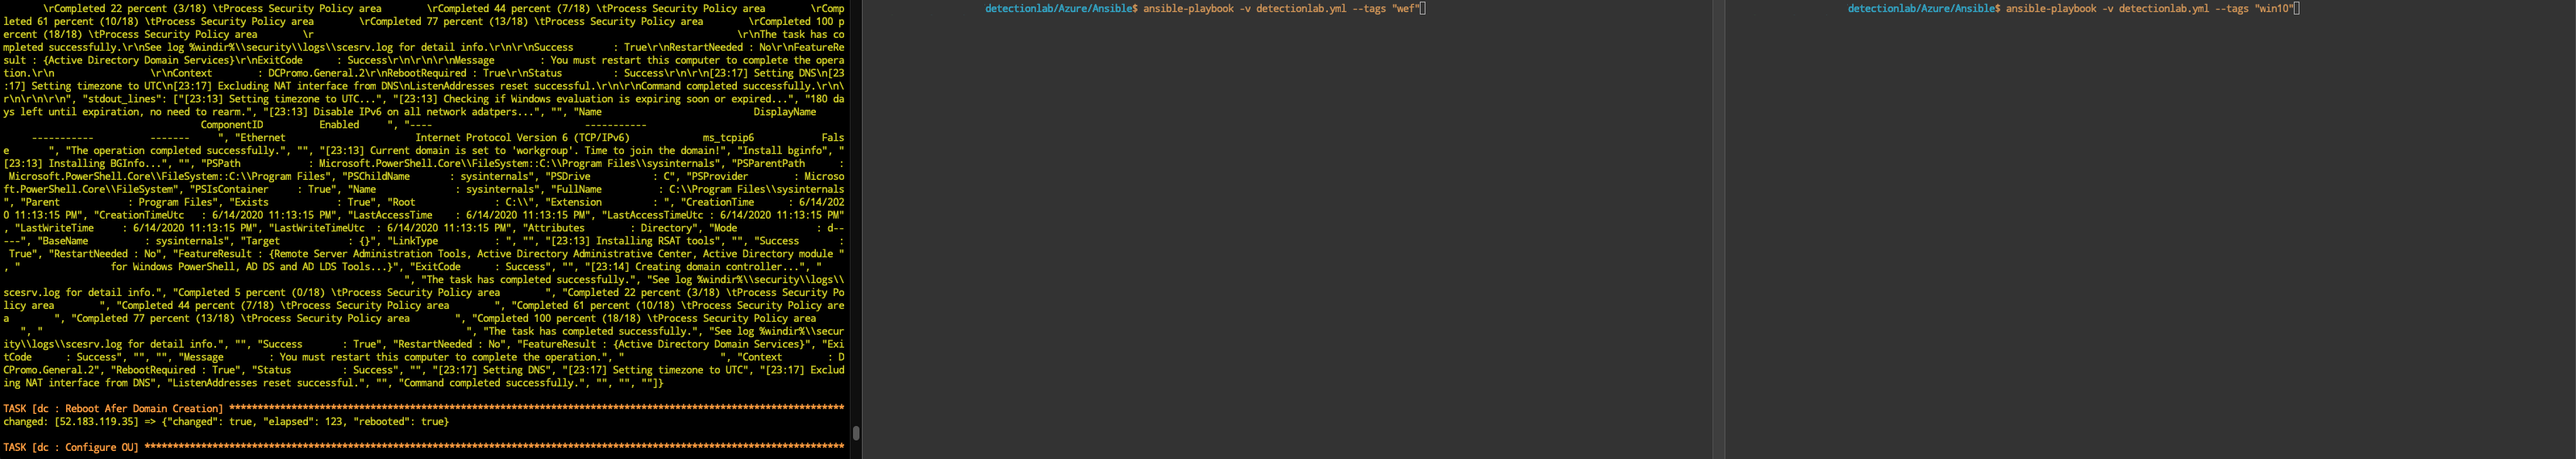 \rCompleted 22 percent (3/18) \tProcess Security Policy area \rCompleted 44 percent (7/18) \tProcess Security Policy area \rComp
leted 61 percent (10/18) \tProcess Security Policy area \rCompleted 77 percent (13/18) \tProcess Security Policy area \rCompleted 100 p
ercent (18/18) \tProcess Security Policy area \r \r\nThe task has co
mpleted successfully.\r\nSee log %windir%\\security\\logs\\scesrv.log for detail info.\r\n\r\n\r\nSuccess : True\r\nRestartNeeded : No\r\nFeatureRe
sult : {Active Directory Domain Services}\r\nExitCode : Success\r\n\r\n\r\n\r\nMessage : You must restart this computer to complete the opera
tion.\r\n \r\nContext : DCPromo.General.2\r\nRebootRequired : True\r\nStatus : Success\r\n\r\n\r\n[23:17] Setting DNS\n[23
:17] Setting timezone to UTC\n[23:17] Excluding NAT interface from DNS\nListenAddresses reset successful.\r\n\r\nCommand completed successfully.\r\n\
r\n\r\n\r\n", "stdout_lines": ["[23:13] Setting timezone to UTC...", "[23:13] Checking if Windows evaluation is expiring soon or expired...", "180 da
ys left until expiration, no need to rearm.", "[23:13] Disable IPv6 on all network adatpers...", "", "Name DisplayName
ComponentID Enabled ", "---- -----------
----------- ------- ", "Ethernet Internet Protocol Version 6 (TCP/IPv6) ms_tcpip6 Fals
e ", "The operation completed successfully.", "", "[23:13] Current domain is set to 'workgroup'. Time to join the domain!", "Install bginfo", "
[23:13] Installing BGInfo...", "", "PSPath : Microsoft.PowerShell.Core\\FileSystem::C:\\Program Files\\sysinternals", "PSParentPath :
Microsoft.PowerShell.Core\\FileSystem::C:\\Program Files", "PSChildName : sysinternals", "PSDrive : C", "PSProvider : Microso
ft.PowerShell.Core\\FileSystem", "PSIsContainer : True", "Name : sysinternals", "FullName : C:\\Program Files\\sysinternals
", "Parent : Program Files", "Exists : True", "Root : C:\\", "Extension : ", "CreationTime : 6/14/202
0 11:13:15 PM", "CreationTimeUtc : 6/14/2020 11:13:15 PM", "LastAccessTime : 6/14/2020 11:13:15 PM", "LastAccessTimeUtc : 6/14/2020 11:13:15 PM"
, "LastWriteTime : 6/14/2020 11:13:15 PM", "LastWriteTimeUtc : 6/14/2020 11:13:15 PM", "Attributes : Directory", "Mode : d--
---", "BaseName : sysinternals", "Target : {}", "LinkType : ", "", "[23:13] Installing RSAT tools", "", "Success :
True", "RestartNeeded : No", "FeatureResult : {Remote Server Administration Tools, Active Directory Administrative Center, Active Directory module "
, " for Windows PowerShell, AD DS and AD LDS Tools...}", "ExitCode : Success", "", "[23:14] Creating domain controller...", "
", "The task has completed successfully.", "See log %windir%\\security\\logs\\
scesrv.log for detail info.", "Completed 5 percent (0/18) \tProcess Security Policy area ", "Completed 22 percent (3/18) \tProcess Security Po
licy area ", "Completed 44 percent (7/18) \tProcess Security Policy area ", "Completed 61 percent (10/18) \tProcess Security Policy are
a ", "Completed 77 percent (13/18) \tProcess Security Policy area ", "Completed 100 percent (18/18) \tProcess Security Policy area
", " ", "The task has completed successfully.", "See log %windir%\\secur
ity\\logs\\scesrv.log for detail info.", "", "Success : True", "RestartNeeded : No", "FeatureResult : {Active Directory Domain Services}", "Exi
tCode : Success", "", "", "Message : You must restart this computer to complete the operation.", " ", "Context : D
CPromo.General.2", "RebootRequired : True", "Status : Success", "", "[23:17] Setting DNS", "[23:17] Setting timezone to UTC", "[23:17] Exclud
ing NAT interface from DNS", "ListenAddresses reset successful.", "", "Command completed successfully.", "", "", ""]}
TASK [dc : Reboot Afer Domain Creation] ****************************************************************************************************
changed: [52.183.119.35] => {"changed": true, "elapsed": 123, "rebooted": true}
TASK [dc : Configure OU] ****************************************************************************************************
detectionlab/Azure/Ansible$ ansible-playbook -v detectionlab.yml --tags "wef"
detectionlab/Azure/Ansible$ ansible-playbook -v detectionlab.yml --tags "win10"